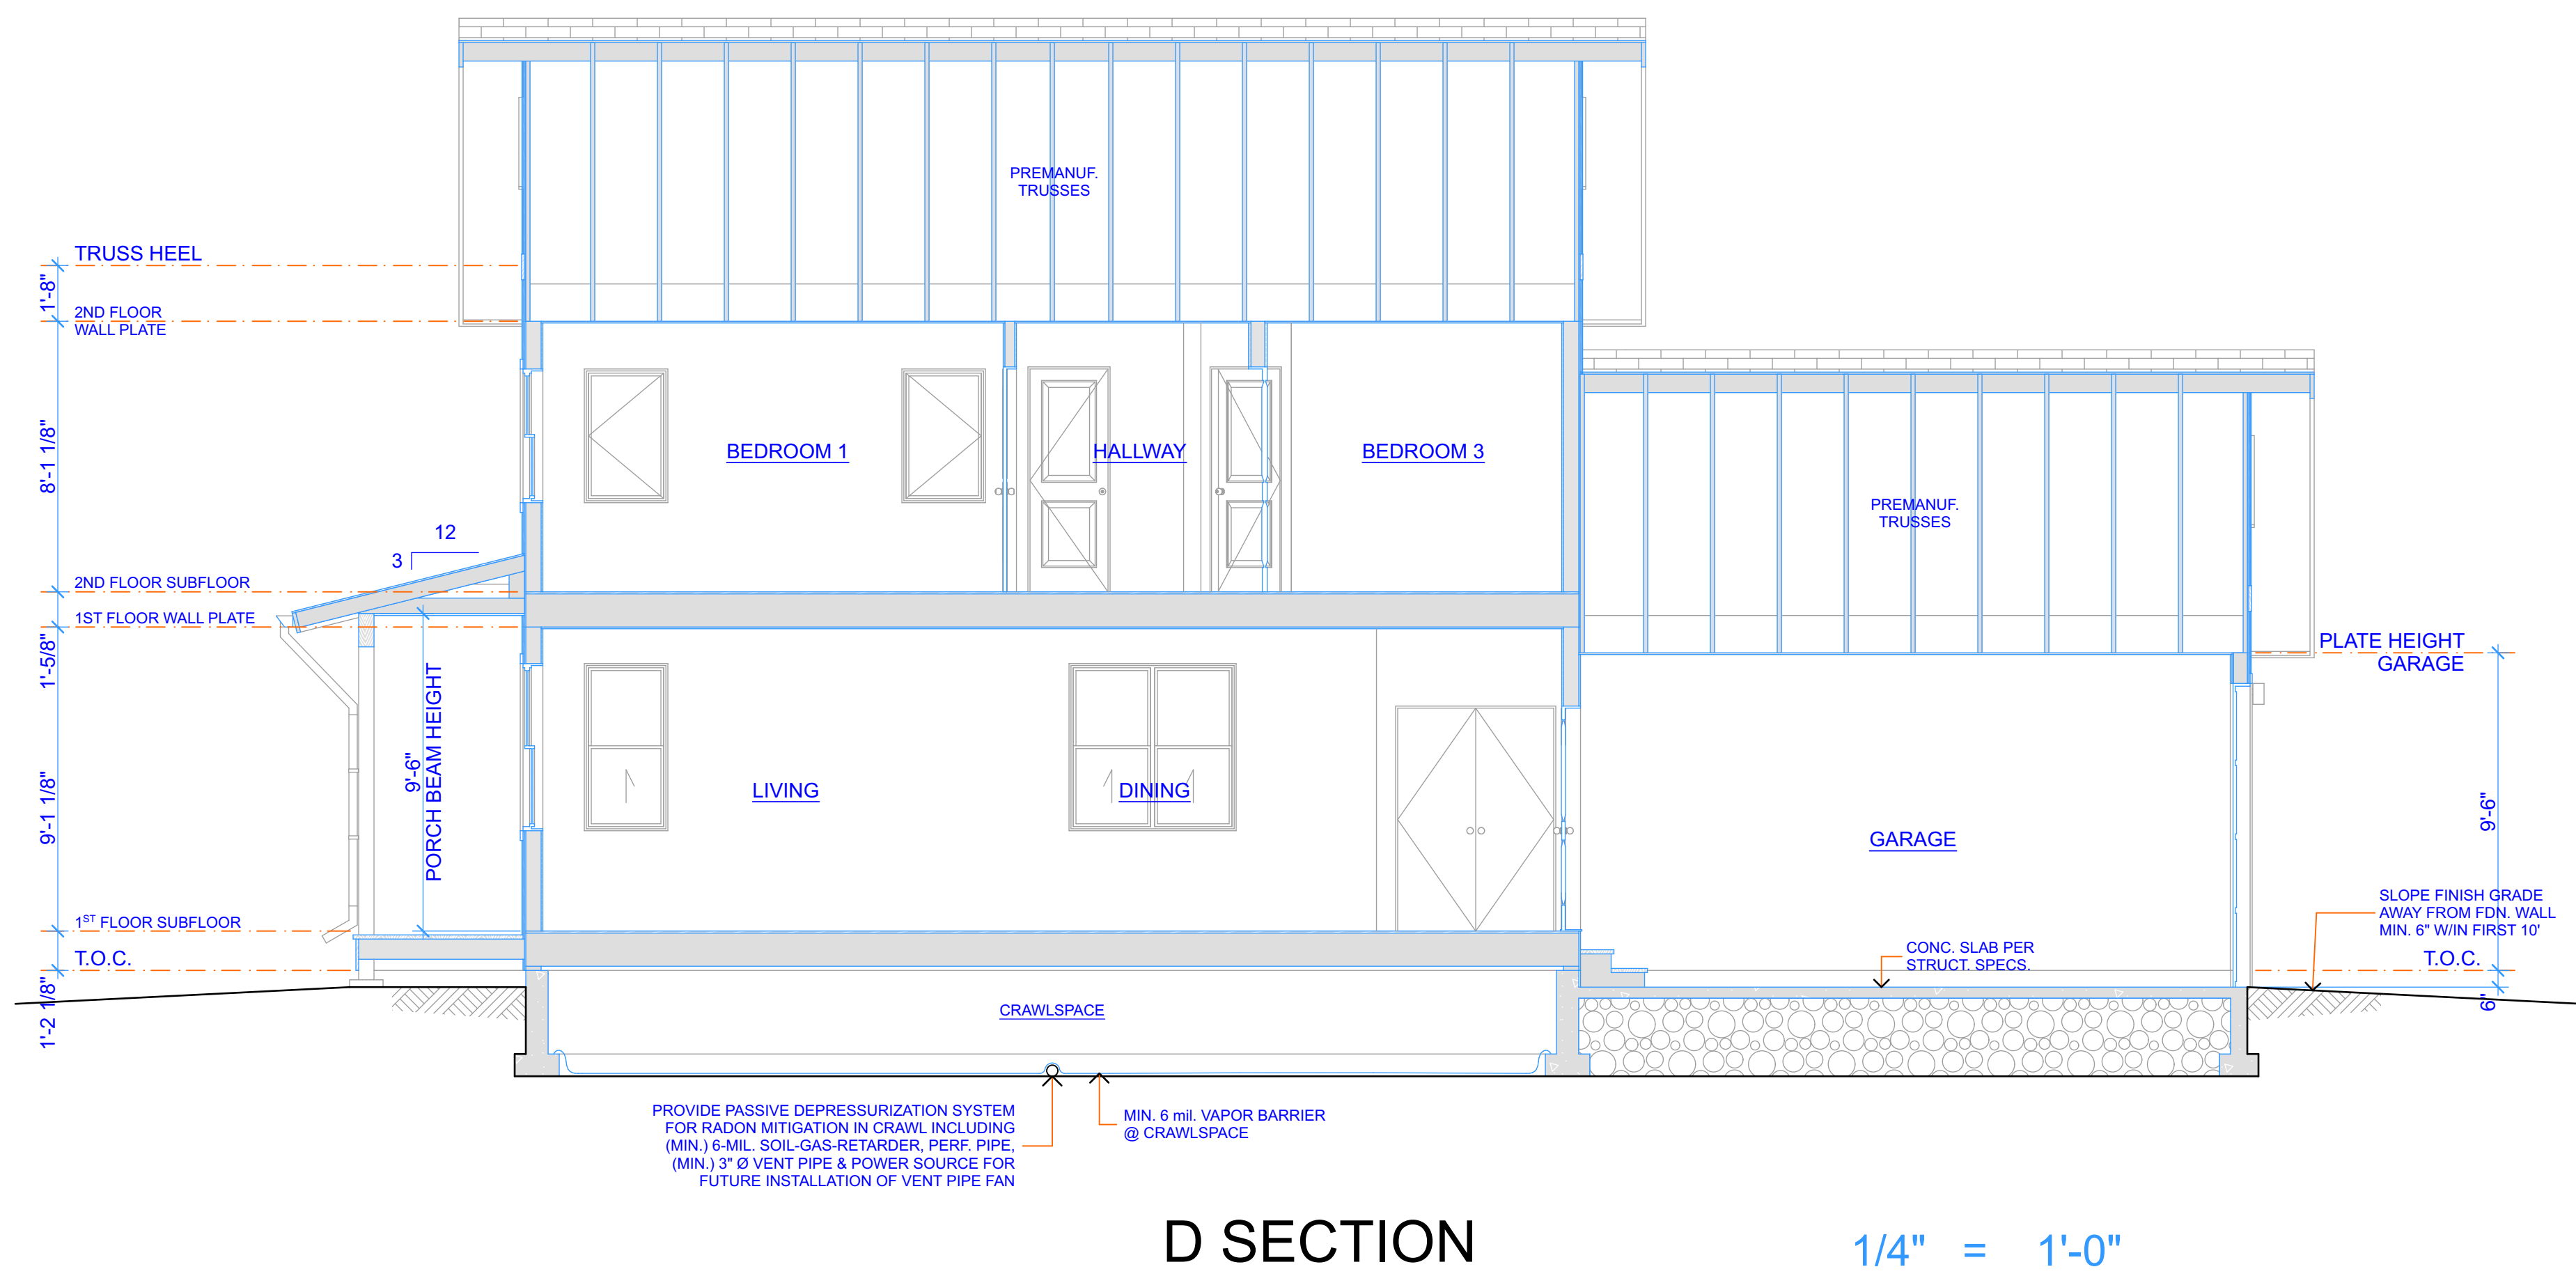 PREMANUF.
TRUSSES
TRUSS HEEL
1'-8"
2ND FLOOR
WALL PLATE
8'-1 1/8"
BEDROOM 1
HALLWAY
BEDROOM 3
PREMANUF.
TRUSSES
12
3
2ND FLOOR SUBFLOOR
1ST FLOOR WALL PLATE
1'-5/8"
PLATE HEIGHT
GARAGE
9'-6"
PORCH BEAM HEIGHT
9'-1 1/8"
LIVING
DINING
GARAGE
9'-6"
1ST FLOOR SUBFLOOR
T.O.C.
1'-2 1/8"
SLOPE FINISH GRADE
AWAY FROM FDN. WALL
MIN. 6" W/IN FIRST 10'
CONC. SLAB PER
STRUCT. SPECS.
T.O.C.
6"
CRAWLSPACE
PROVIDE PASSIVE DEPRESSURIZATION SYSTEM
FOR RADON MITIGATION IN CRAWL INCLUDING
(MIN.) 6-MIL. SOIL-GAS-RETARDER, PERF. PIPE,
(MIN.) 3" Ø VENT PIPE & POWER SOURCE FOR
FUTURE INSTALLATION OF VENT PIPE FAN
MIN. 6 mil. VAPOR BARRIER
@ CRAWLSPACE
D SECTION
1/4" = 1'-0"